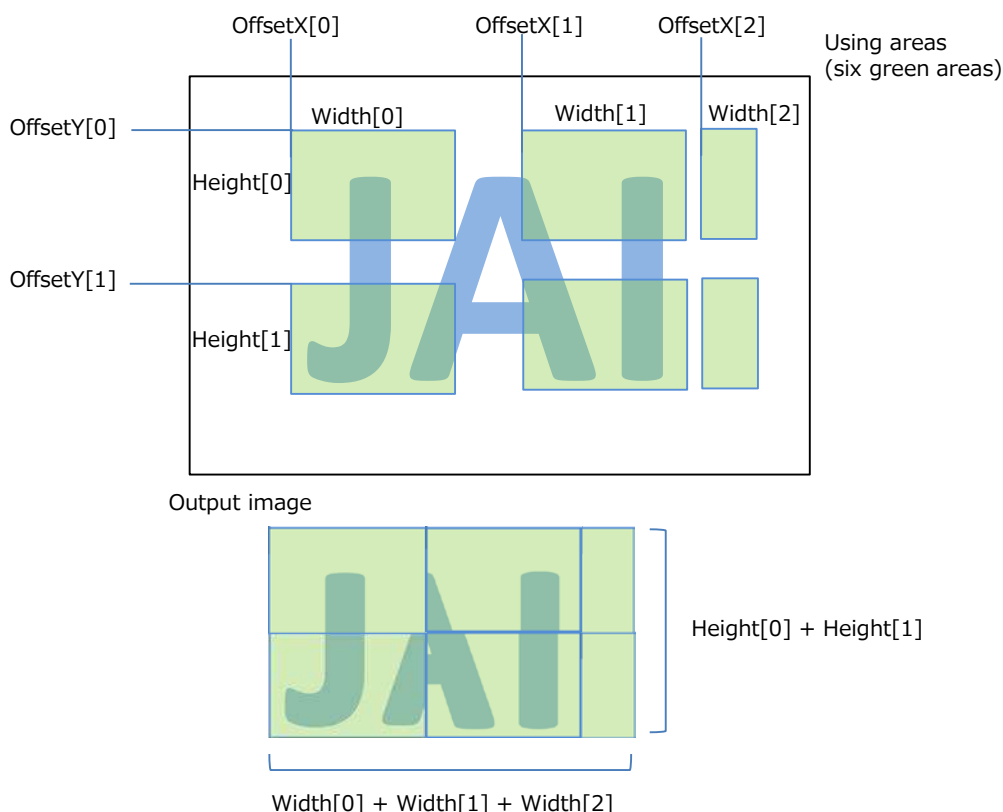 OffsetX[0]
OffsetX[1]
OffsetX[2]
Using areas
(six green areas)
Width[0]
Width[1]
Width[2]
OffsetY[0]
Height[0]
JAI
OffsetY[1]
Height[1]
Output image
JAI
Height[0] + Height[1]
Width[0] + Width[1] + Width[2]